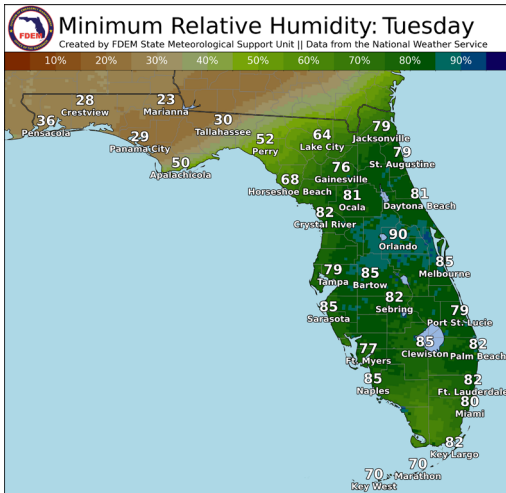 FDEM
Minimum Relative Humidity: Tuesday
Created by FDEM State Meteorological Support Unit || Data from the National Weather Service
10% 20% 30% 40% 50% 60% 70% 80% 90%
28
Crestview
23
Marianna
36
Pensacola
30
Tallahassee
29
Panama City
50
Apalachicola
52
Perry
64
Lake City
79
Jacksonville
79
St. Augustine
76
Gainesville
68
Horseshoe Beach
81
Ocala
81
Daytona Beach
82
Crystal River
90
Orlando
85
Melbourne
79
Tampa
85
Bartow
82
Sebring
85
Sarasota
79
Port St. Lucie
77
Ft. Myers
85
Clewiston
82
Palm Beach
85
Naples
82
Ft. Lauderdale
80
Miami
82
Key Largo
70
Marathon
70
Key West